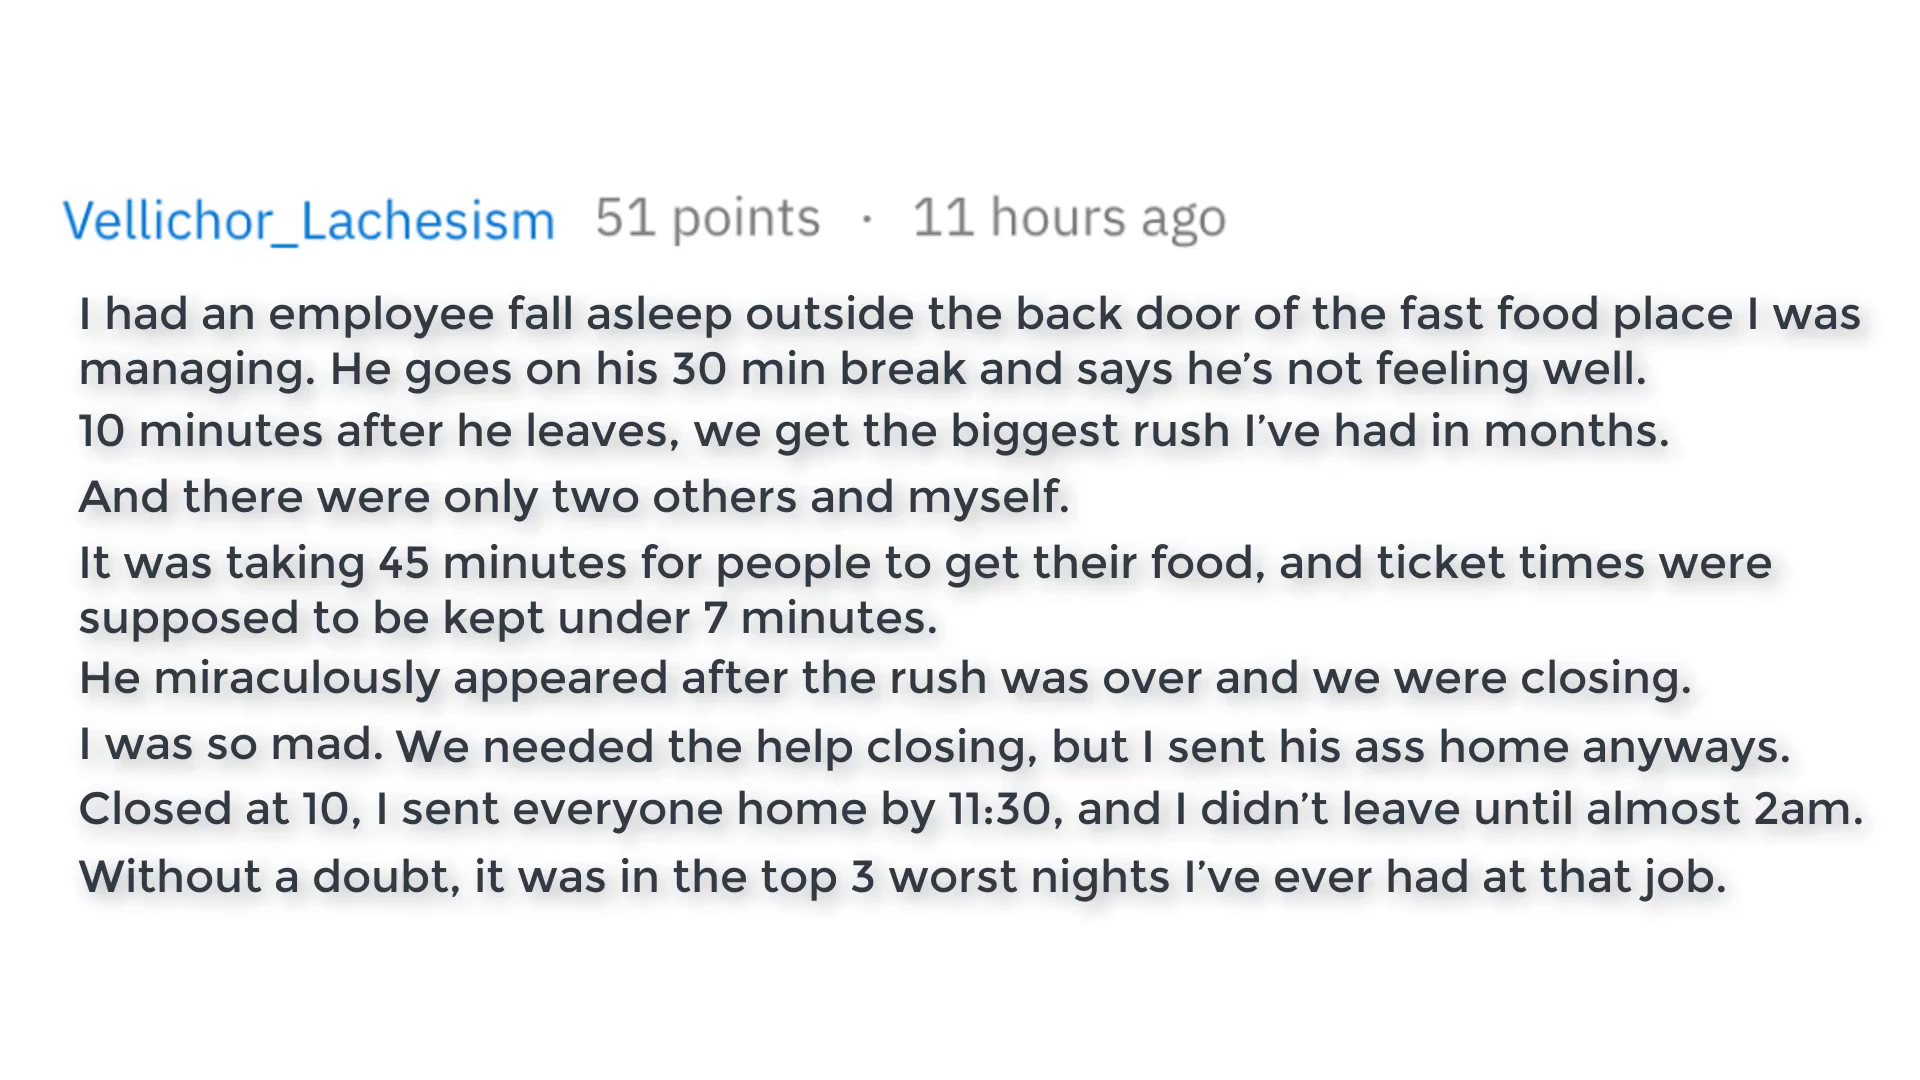 Vellichor_Lachesism 51 points · 11 hours ago
I had an employee fall asleep outside the back door of the fast food place I was
managing. He goes on his 30 min break and says he’s not feeling well.
10 minutes after he leaves, we get the biggest rush I’ve had in months.
And there were only two others and myself.
It was taking 45 minutes for people to get their food, and ticket times were
supposed to be kept under 7 minutes.
He miraculously appeared after the rush was over and we were closing.
I was so mad. We needed the help closing, but I sent his ass home anyways.
Closed at 10, I sent everyone home by 11:30, and I didn’t leave until almost 2am.
Without a doubt, it was in the top 3 worst nights I’ve ever had at that job.